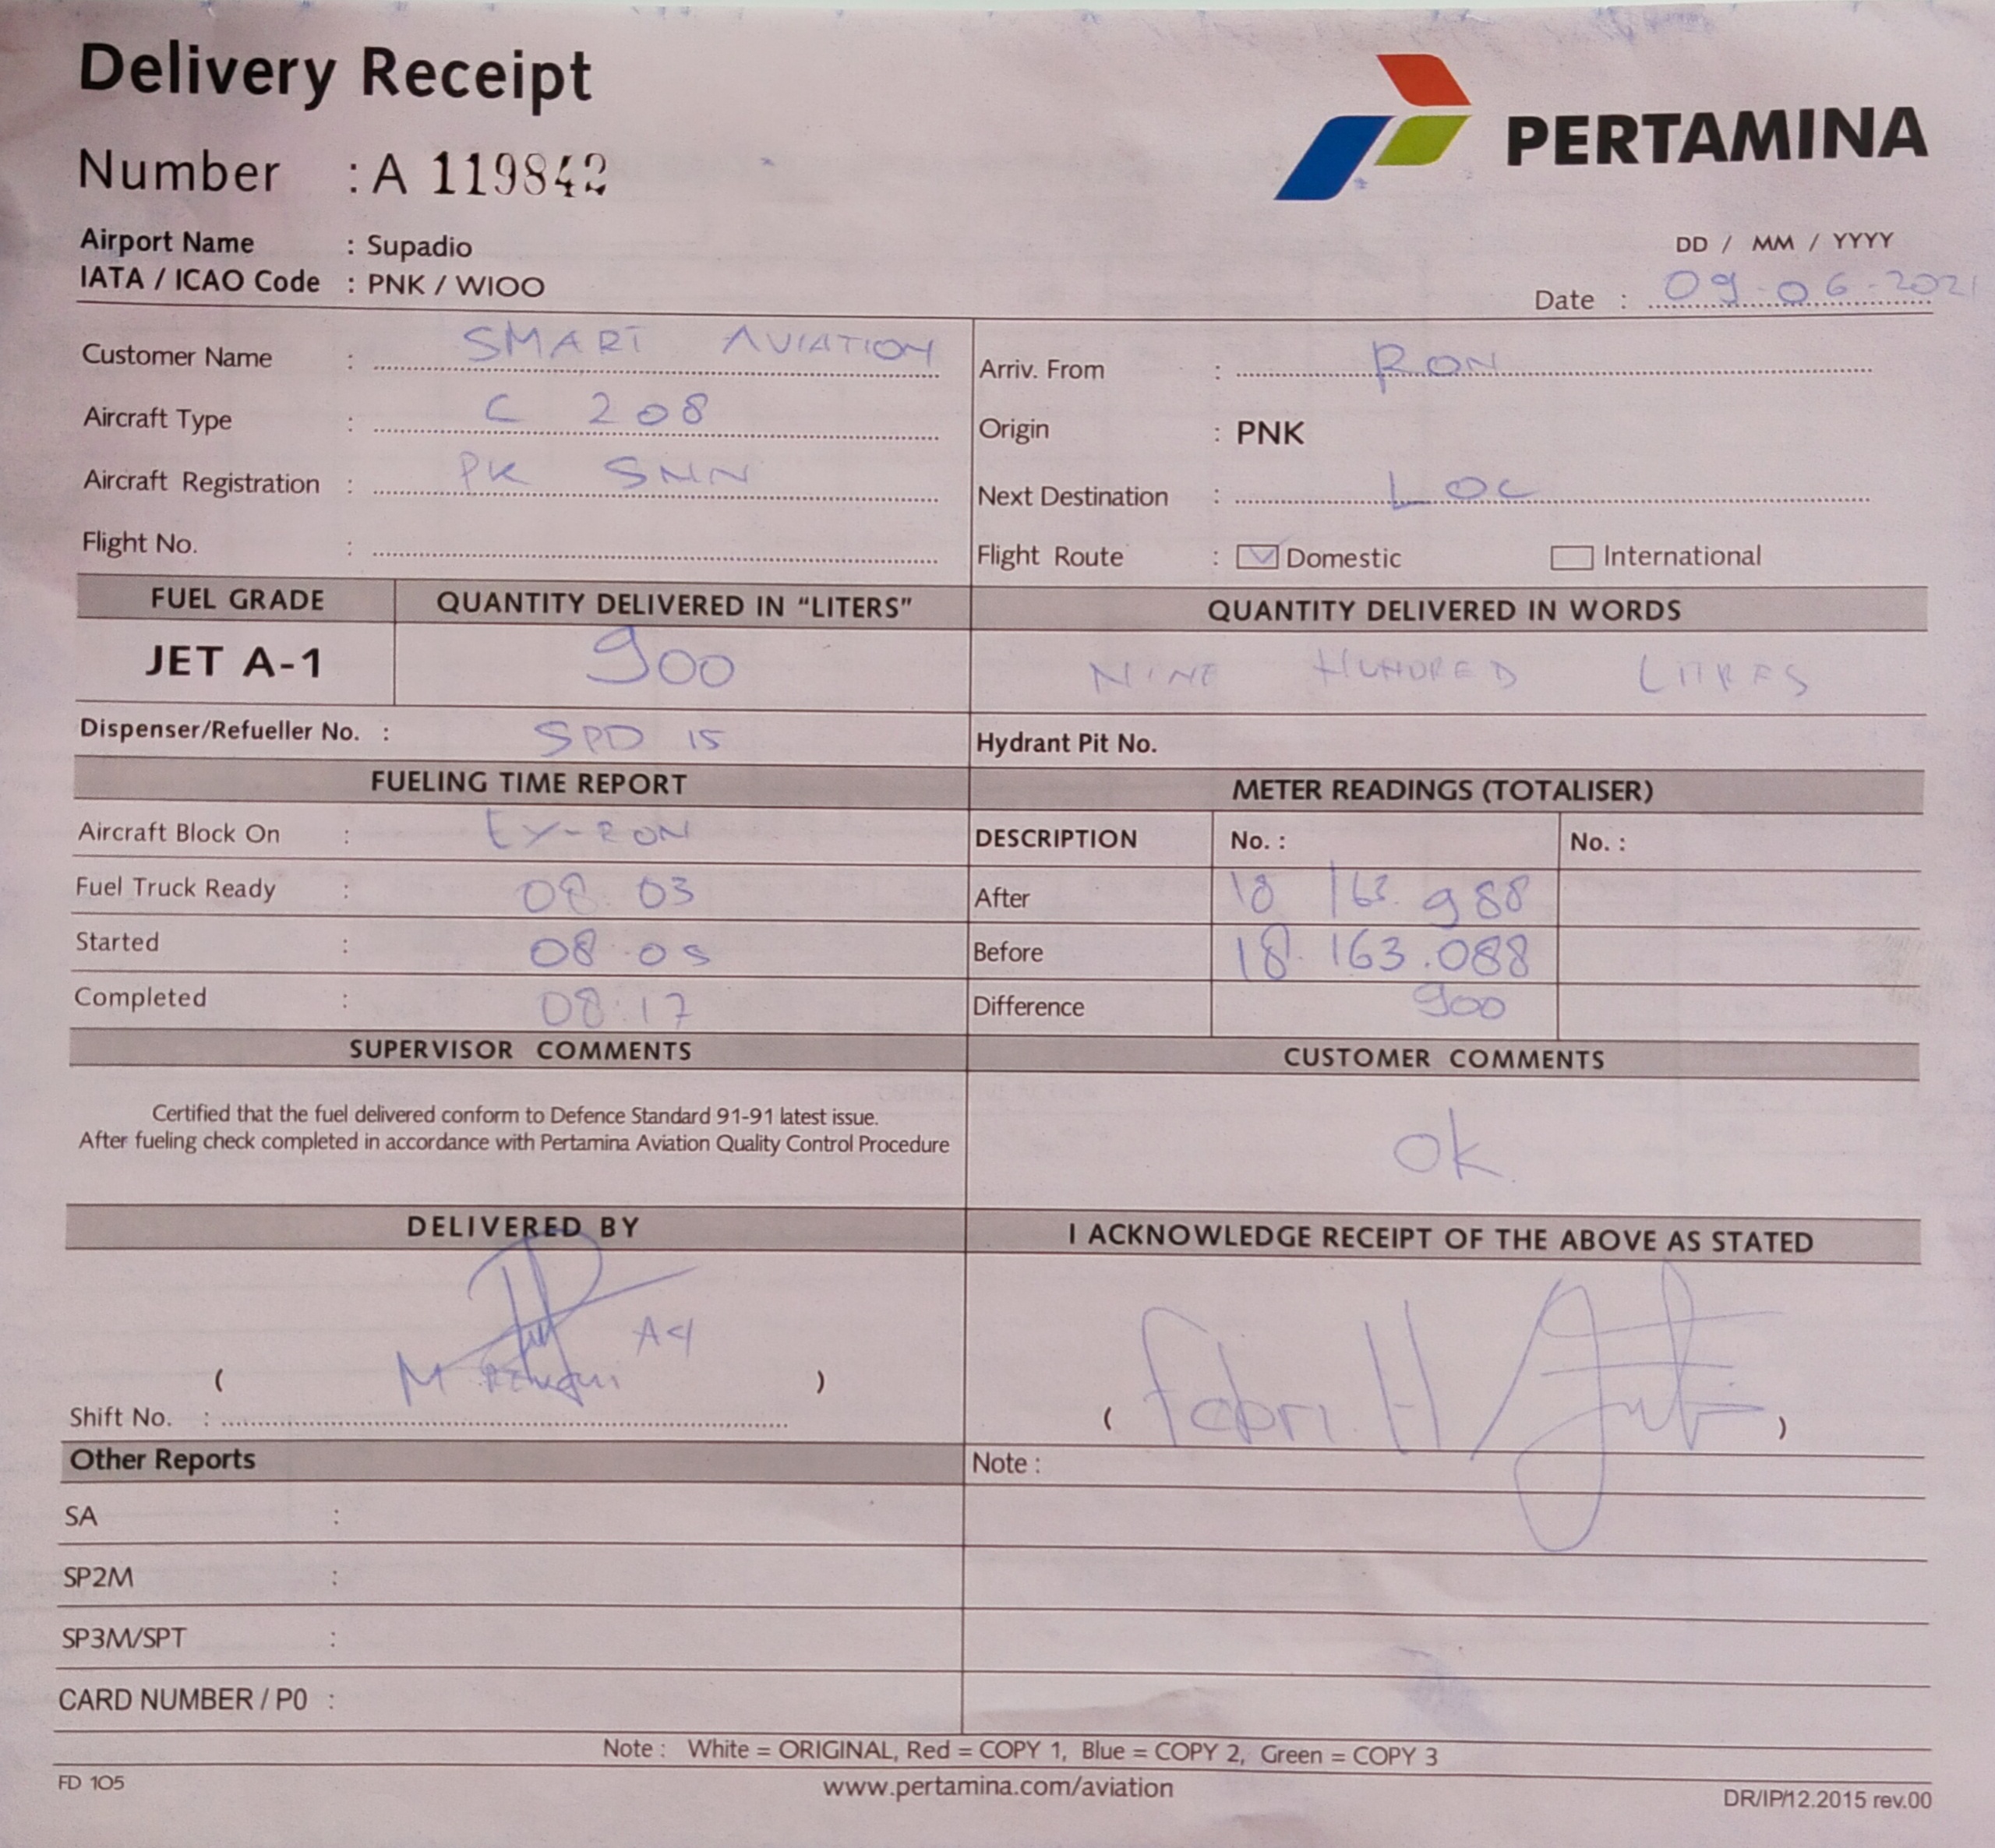 Delivery Receipt
PERTAMINA
Number : A 119842
Airport Name : Supadio
IATA / ICAO Code : PNK / WIOO
DD / MM / YYYY
Date : 09.06.2021
Customer Name : SMART AVIATION
Aircraft Type : C 208
Aircraft Registration : PK SNN
Flight No. :
Arriv. From : RON
Origin : PNK
Next Destination : LOC
Flight Route : Domestic International
FUEL GRADE QUANTITY DELIVERED IN “LITERS” QUANTITY DELIVERED IN WORDS
JET A-1 900 NINE HUNDRED LITRES
Dispenser/Refueller No. : SPD 15 Hydrant Pit No.
FUELING TIME REPORT METER READINGS (TOTALISER)
Aircraft Block On : EX-RON DESCRIPTION No. : No. :
Fuel Truck Ready : 08.03 After 18 163.988
Started : 08.05 Before 18.163.088
Completed : 08:17 Difference 900
SUPERVISOR COMMENTS CUSTOMER COMMENTS
Certified that the fuel delivered conform to Defence Standard 91-91 latest issue.
After fueling check completed in accordance with Pertamina Aviation Quality Control Procedure
ok
DELIVERED BY I ACKNOWLEDGE RECEIPT OF THE ABOVE AS STATED
A4
( M )
( Febri. H )
Shift No. :
Other Reports Note :
SA :
SP2M :
SP3M/SPT :
CARD NUMBER / P0 :
Note : White = ORIGINAL, Red = COPY 1, Blue = COPY 2, Green = COPY 3
FD 105 www.pertamina.com/aviation DR/IP/12.2015 rev.00